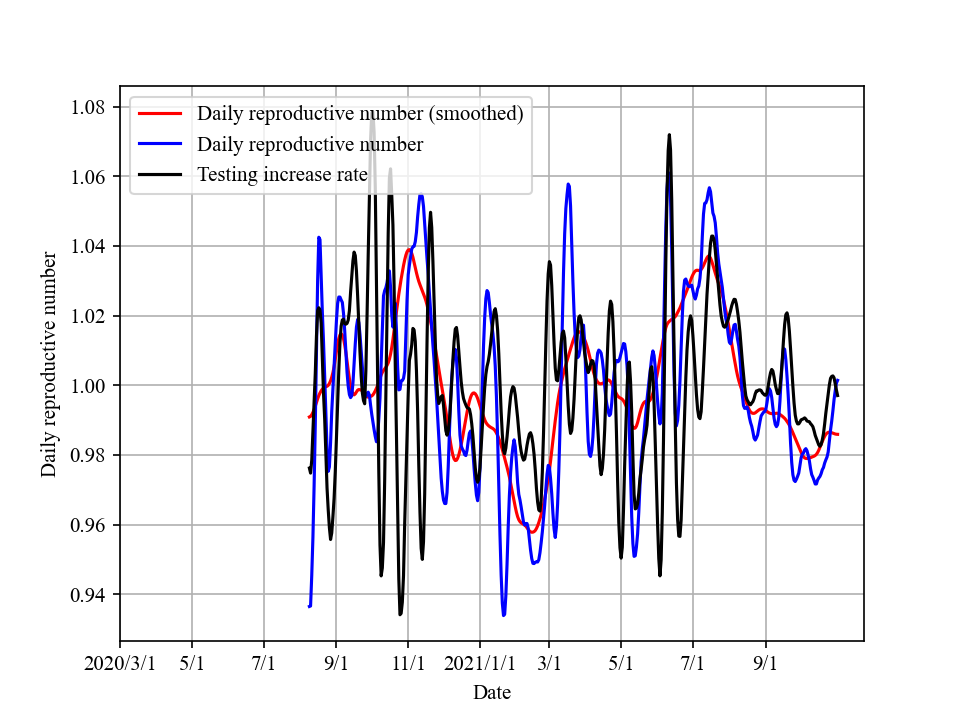 Daily reproductive number (smoothed)
Daily reproductive number
Testing increase rate
Daily reproductive number
1.08
1.06
1.04
1.02
1.00
0.98
0.96
0.94
2020/3/1 5/1 7/1 9/1 11/1 2021/1/1 3/1 5/1 7/1 9/1
Date